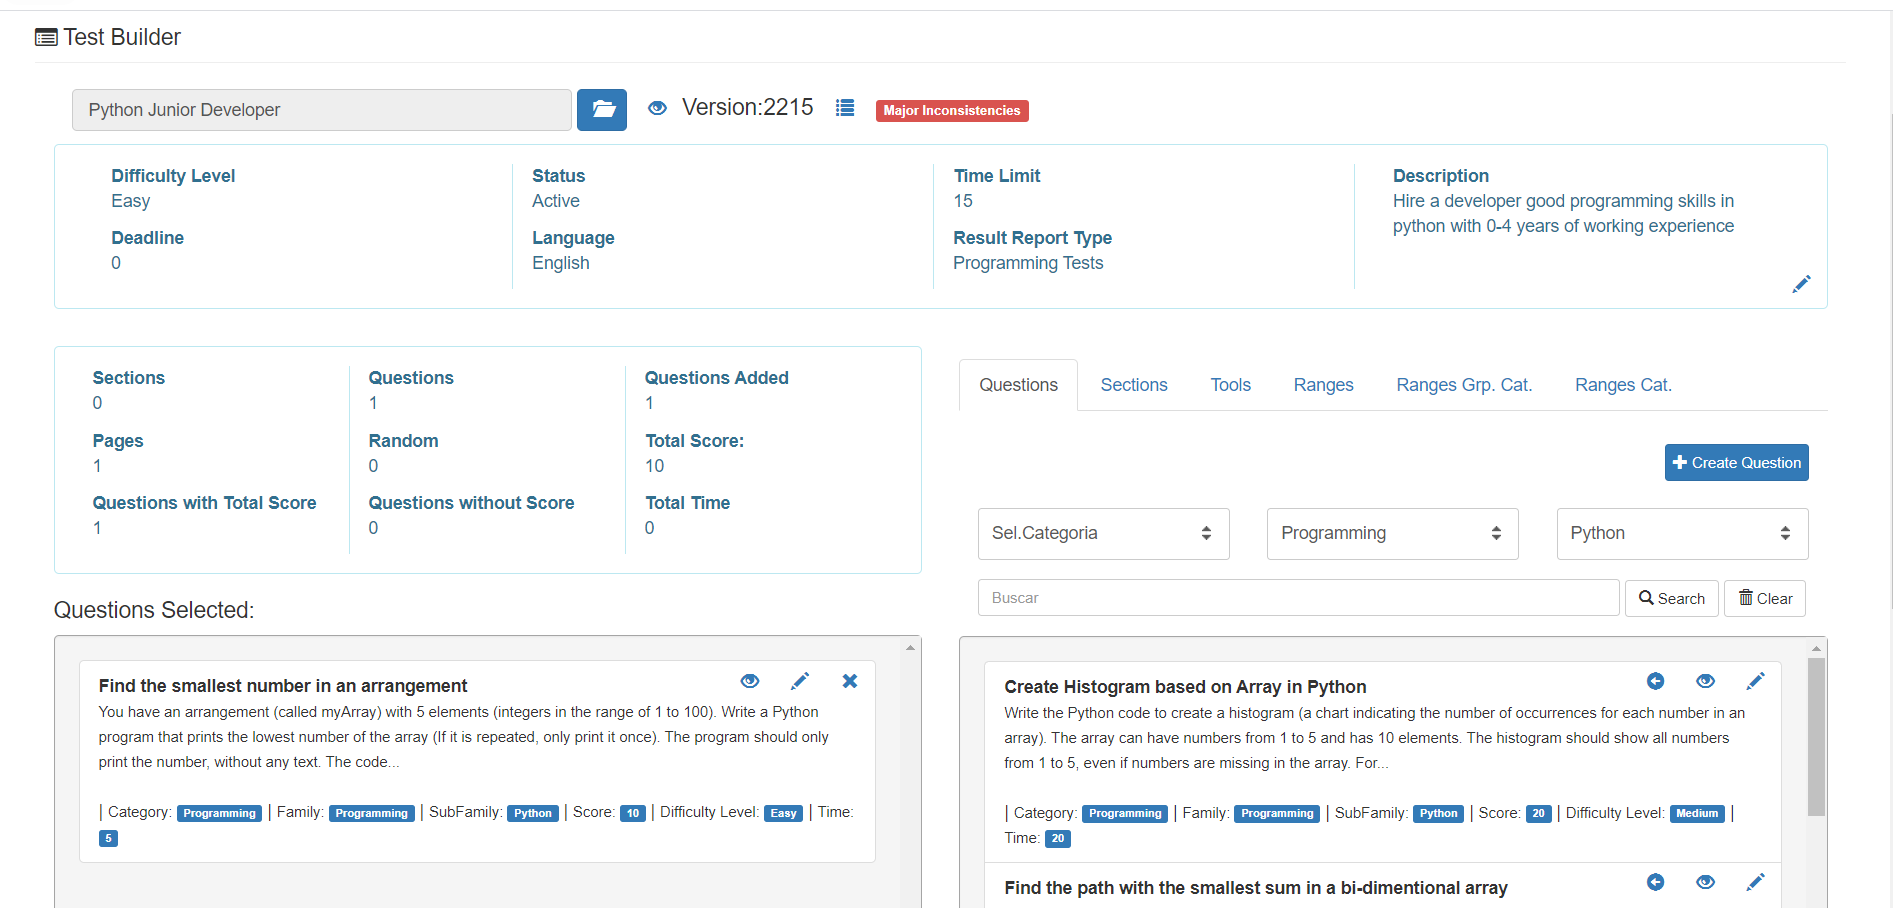 Test Builder
Python Junior Developer
Version:2215
Major Inconsistencies
Difficulty Level
Easy
Deadline
0
Status
Active
Language
English
Time Limit
15
Result Report Type
Programming Tests
Description
Hire a developer good programming skills in
python with 0-4 years of working experience
Sections
0
Pages
1
Questions with Total Score
1
Questions
1
Random
0
Questions without Score
0
Questions Added
1
Total Score:
10
Total Time
0
Questions Selected:
Find the smallest number in an arrangement
You have an arrangement (called myArray) with 5 elements (integers in the range of 1 to 100). Write a Python
program that prints the lowest number of the array (If it is repeated, only print it once). The program should only
print the number, without any text. The code...
| Category: Programming | Family: Programming | SubFamily: Python | Score: 10 | Difficulty Level: Easy | Time:
5
Questions Sections Tools Ranges Ranges Grp. Cat. Ranges Cat.
Create Question
Sel.Categoria Programming Python
Buscar Search Clear
Create Histogram based on Array in Python
Write the Python code to create a histogram (a chart indicating the number of occurrences for each number in an
array). The array can have numbers from 1 to 5 and has 10 elements. The histogram should show all numbers
from 1 to 5, even if numbers are missing in the array. For...
| Category: Programming | Family: Programming | SubFamily: Python | Score: 20 | Difficulty Level: Medium |
Time: 20
Find the path with the smallest sum in a bi-dimentional array